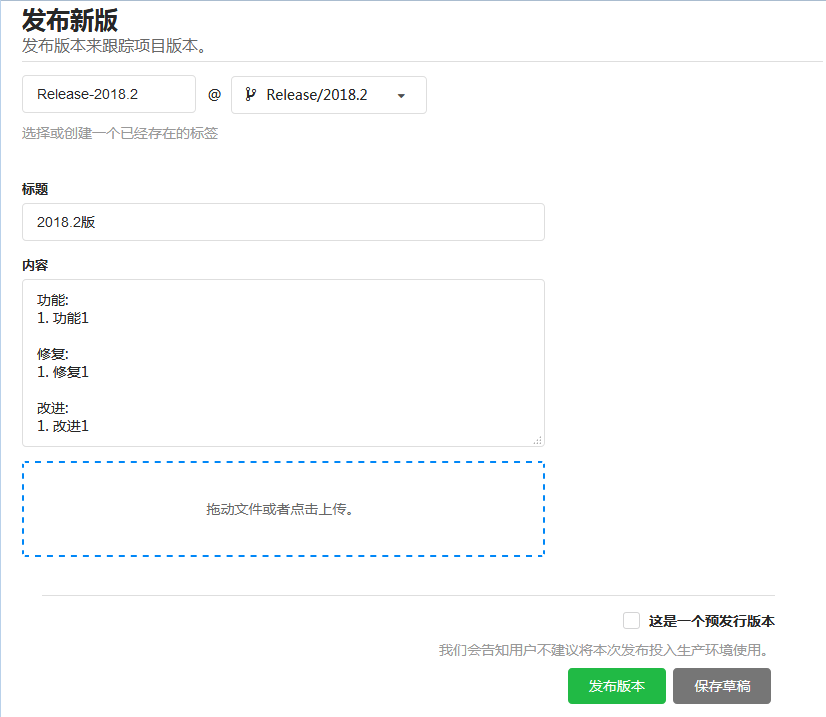 发布新版
发布版本来跟踪项目版本。
Release-2018.2 @ Release/2018.2
选择或创建一个已经存在的标签
标题
2018.2版
内容
功能:
1. 功能1
修复:
1. 修复1
改进:
1. 改进1
拖动文件或者点击上传。
这是一个预发行版本
我们会告知用户不建议将本次发布投入生产环境使用。
发布版本 保存草稿